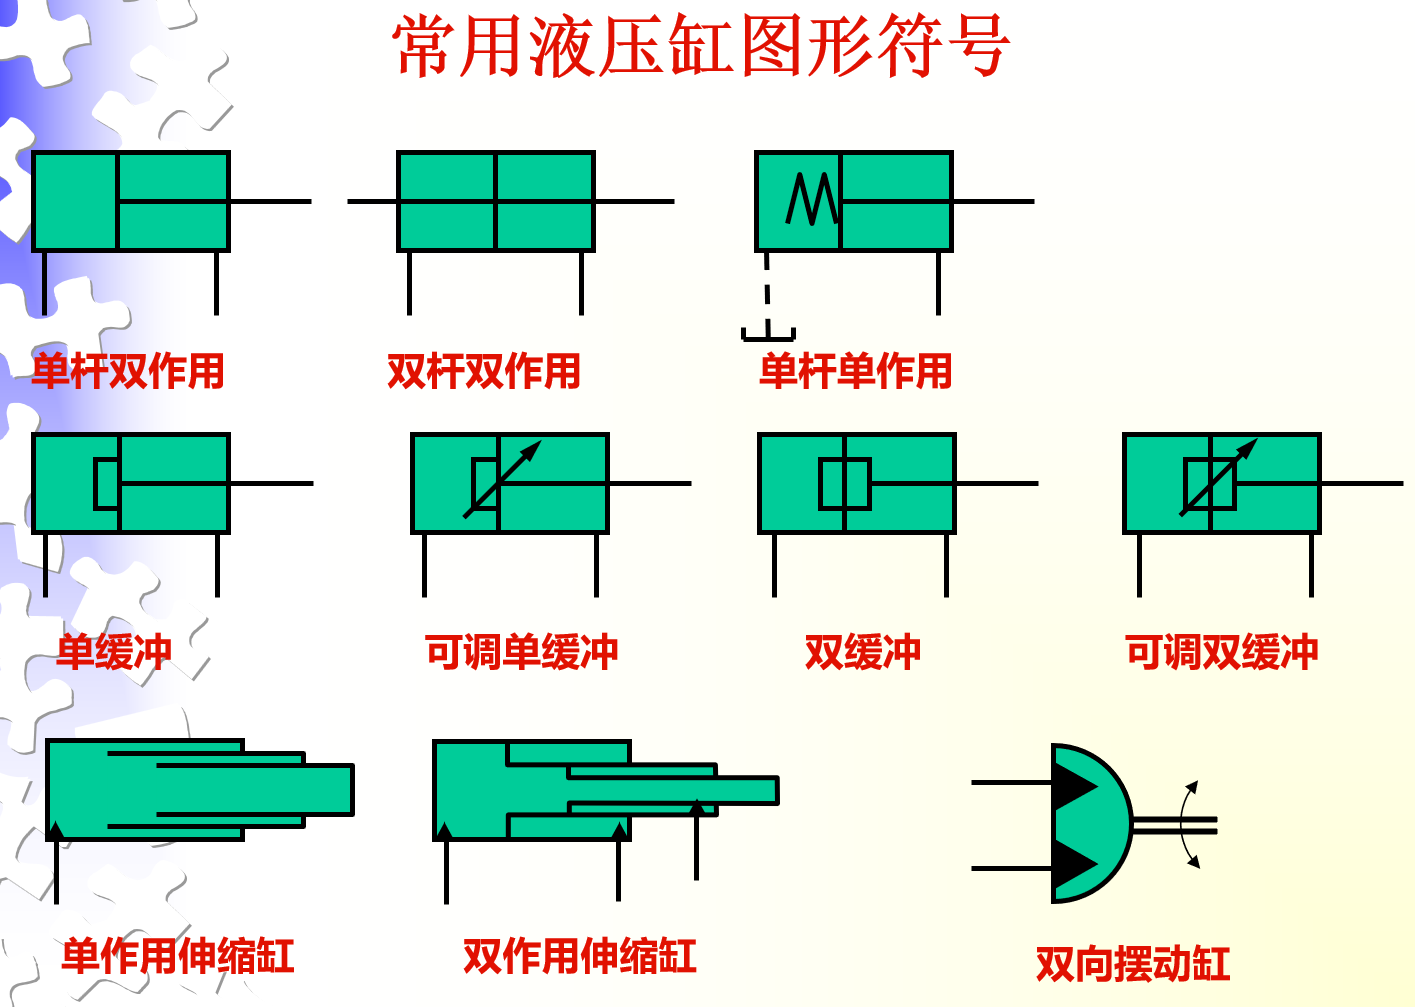 常用液压缸图形符号
单杆双作用
双杆双作用
单杆单作用
单缓冲
可调单缓冲
双缓冲
可调双缓冲
单作用伸缩缸
双作用伸缩缸
双向摆动缸